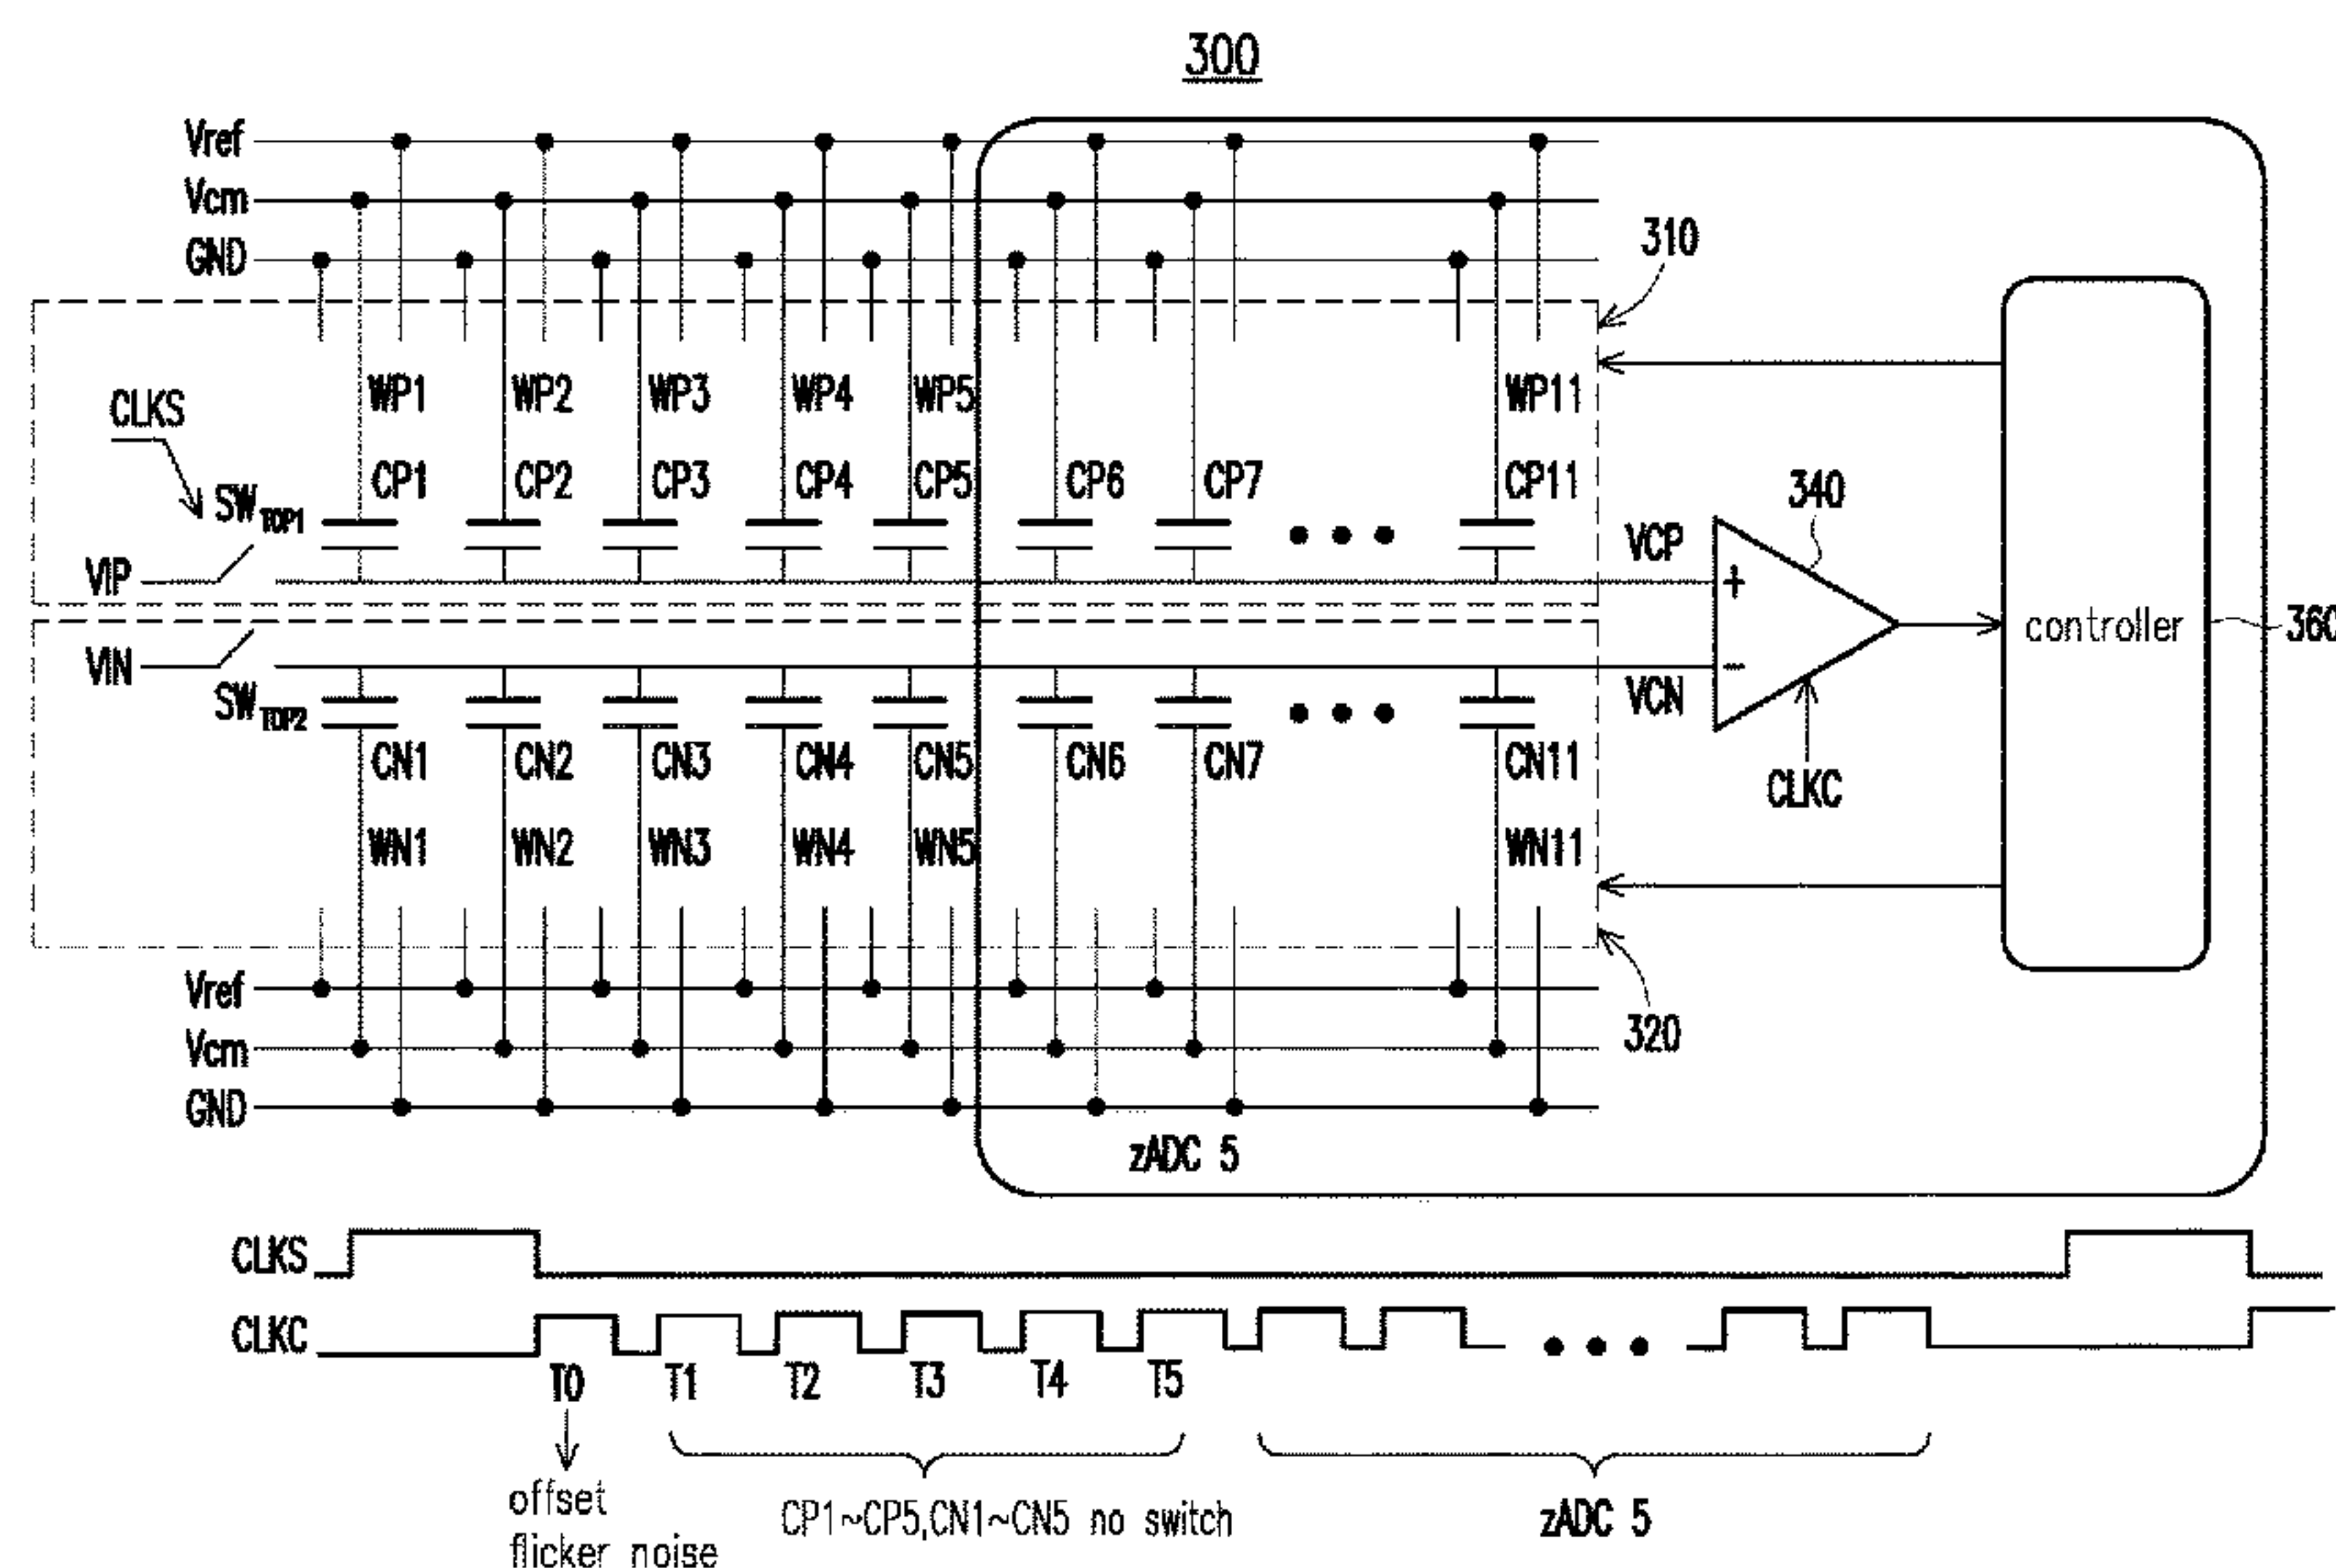 300
Vref
Vcm
GND
310
WP1 WP2 WP3 WP4 WP5 WP11
CLKS
CP1 CP2 CP3 CP4 CP5 CP6 CP7 CP11
SWTOP1
340
VIP
VCP
+
controller
360
VIN
−
SWTOP2
VCN
CN1 CN2 CN3 CN4 CN5 CN6 CN7 CN11
CLKC
WN1 WN2 WN3 WN4 WN5 WN11
Vref
320
Vcm
GND
zADC 5
CLKS
CLKC
T0 T1 T2 T3 T4 T5
offset
flicker noise
CP1~CP5,CN1~CN5 no switch
zADC 5